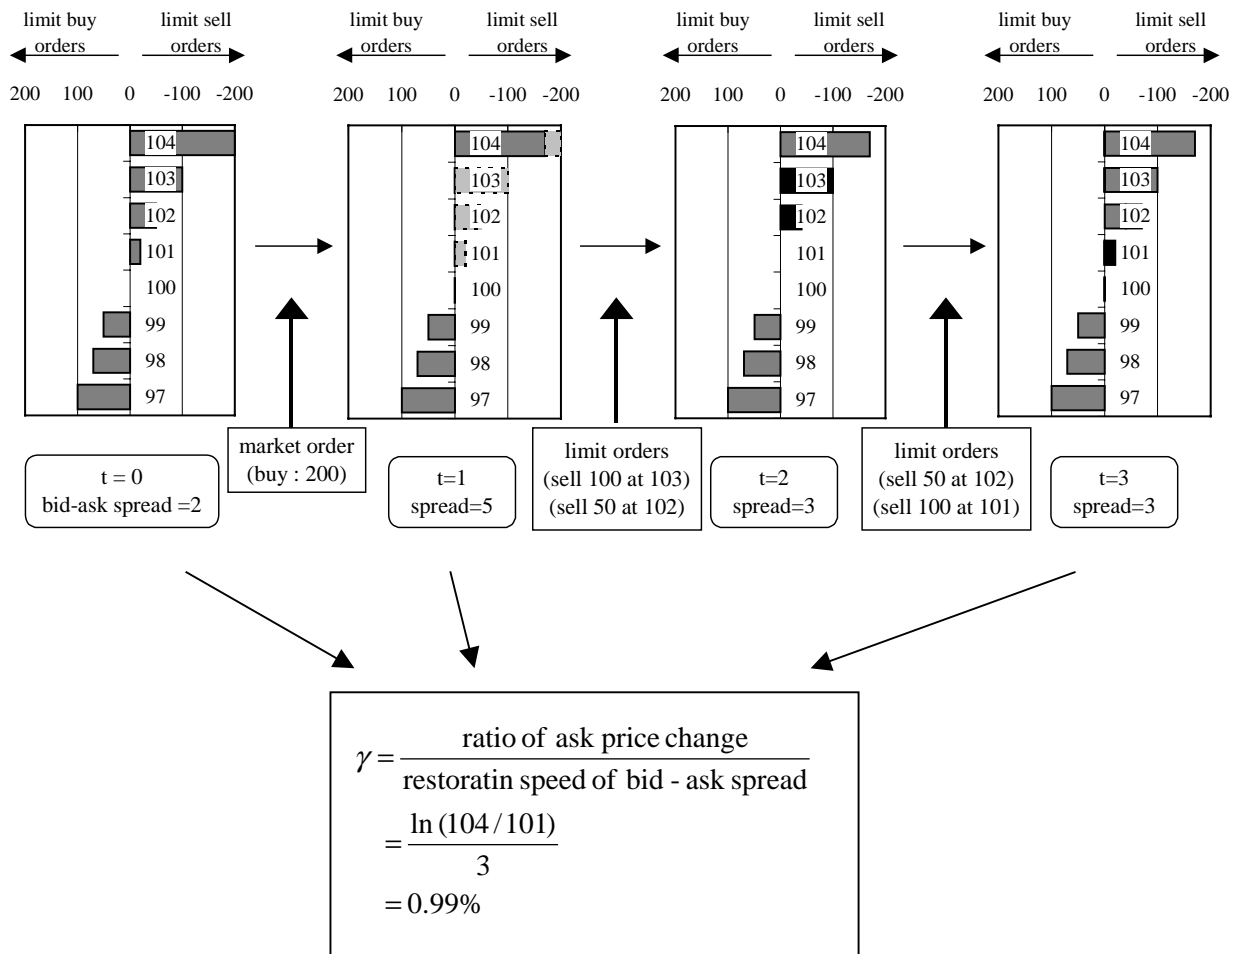 limit buy orders
limit sell orders
limit buy orders
limit sell orders
limit buy orders
limit sell orders
limit buy orders
limit sell orders
200 100 0 -100 -200
200 100 0 -100 -200
200 100 0 -100 -200
200 100 0 -100 -200
104
103
102
101
100
99
98
97
104
103
102
101
100
99
98
97
104
103
102
101
100
99
98
97
104
103
102
101
100
99
98
97
t = 0
bid-ask spread =2
market order
(buy : 200)
t=1
spread=5
limit orders
(sell 100 at 103)
(sell 50 at 102)
t=2
spread=3
limit orders
(sell 50 at 102)
(sell 100 at 101)
t=3
spread=3
γ = ratio of ask price change
restoratin speed of bid - ask spread
= ln (104 / 101)
3
= 0.99%